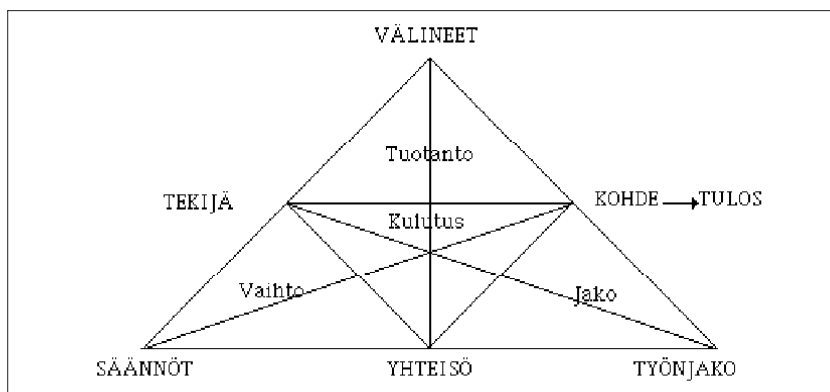 VÄLINEET
Tuotanto
TEKIJÄ
KOHDE → TULOS
Kulutus
Vaihto
Jako
SÄÄNNÖT
YHTEISÖ
TYÖNJAKO